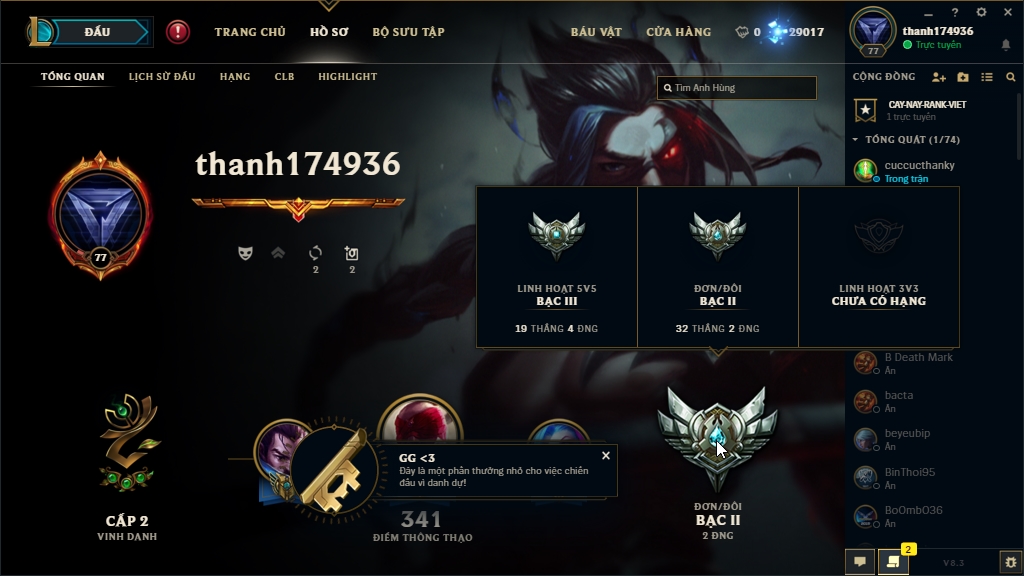 ĐẤU
TRANG CHỦ
HỒ SƠ
BỘ SƯU TẬP
BÁU VẬT
CỬA HÀNG
0
29017
?
77
thanh174936
Trực tuyến
TỔNG QUAN
LỊCH SỬ ĐẤU
HẠNG
CLB
HIGHLIGHT
Tìm Anh Hùng
CỘNG ĐỒNG
CAY-NAY-RANK-VIET
1 trực tuyến
TỔNG QUÁT (1/74)
cuccucthanky
Trong trận
thanh174936
77
2
2
LINH HOẠT 5V5
BẠC III
19 THẮNG 4 ĐNG
ĐƠN/ĐÔI
BẠC II
32 THẮNG 2 ĐNG
LINH HOẠT 3V3
CHƯA CÓ HẠNG
B Death Mark
Ẩn
bacta
Ẩn
beyeubip
Ẩn
BinThoi95
Ẩn
BoOmb036
Ẩn
GG <3
Đây là một phần thưởng nhỏ cho việc chiến
đấu vì danh dự!
CẤP 2
VINH DANH
341
ĐIỂM THÔNG THẠO
ĐƠN/ĐÔI
BẠC II
2 ĐNG
2
V8.3